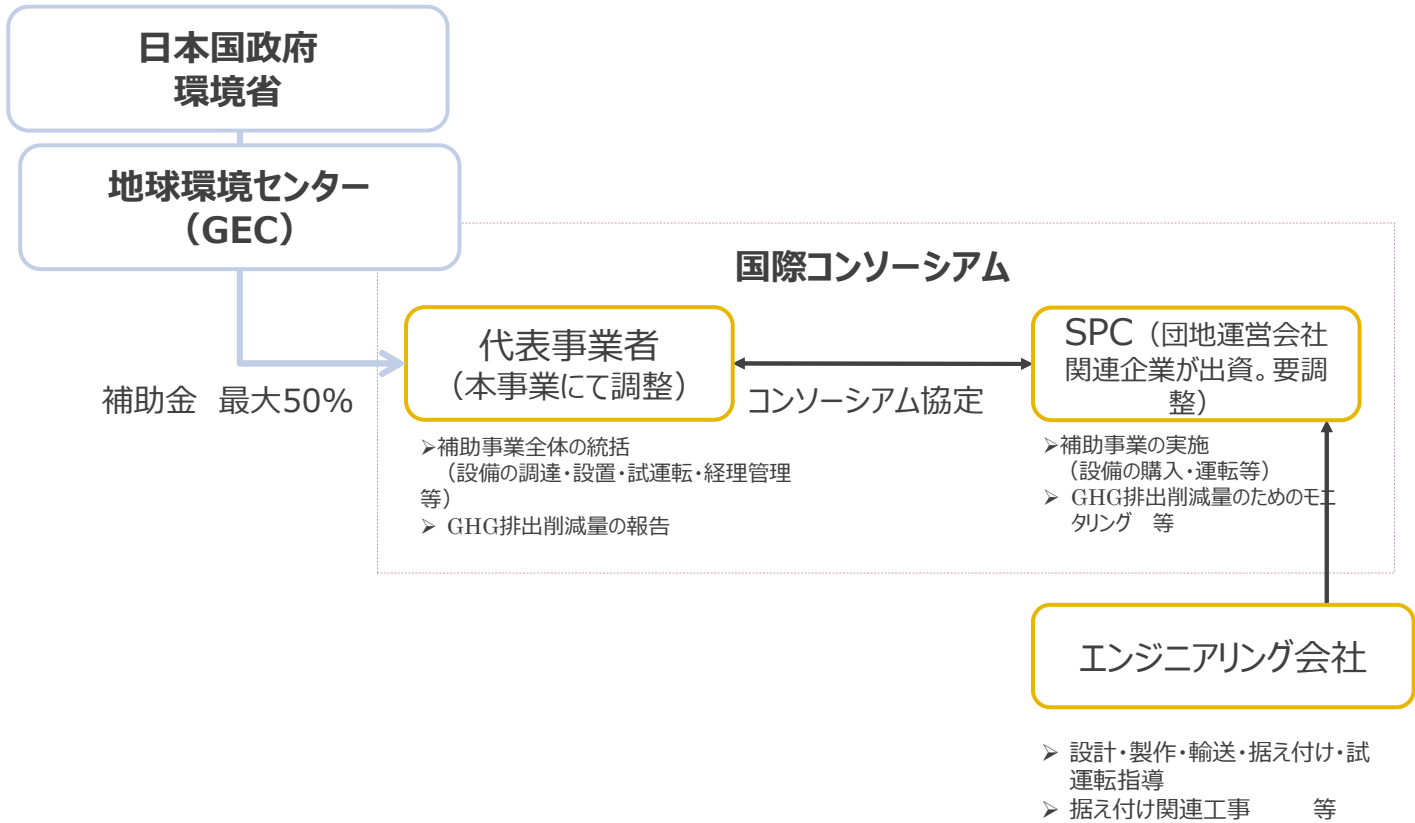 日本国政府
環境省
地球環境センター
（GEC）
国際コンソーシアム
代表事業者
（本事業にて調整）
SPC（団地運営会社
関連企業が出資。要調
整）
補助金　最大50%
コンソーシアム協定
➢補助事業全体の統括
（設備の調達・設置・試運転・経理管理
等）
➢ GHG排出削減量の報告
➢補助事業の実施
（設備の購入・運転等）
➢ GHG排出削減量のためのモニ
タリング　等
エンジニアリング会社
➢ 設計・製作・輸送・据え付け・試
運転指導
➢ 据え付け関連工事　　等